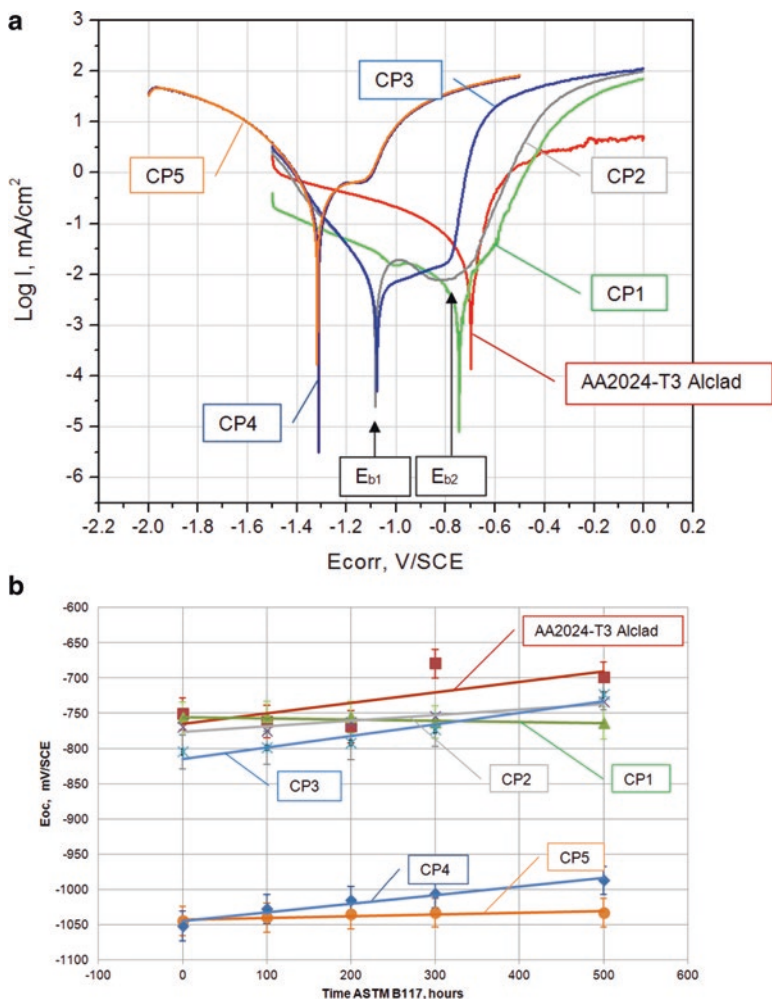 a
3
2
1
0
-1
-2
-3
-4
-5
-6
Log I, mA/cm²
CP3
CP5
CP2
CP1
AA2024-T3 Alclad
CP4
Eb1
Eb2
-2.2 -2.0 -1.8 -1.6 -1.4 -1.2 -1.0 -0.8 -0.6 -0.4 -0.2 0.0 0.2
Ecorr, V/SCE
b
-600
-650
-700
-750
-800
-850
-900
-950
-1000
-1050
-1100
Eoc, mV/SCE
AA2024-T3 Alclad
CP3
CP2
CP1
CP4
CP5
-100 0 100 200 300 400 500 600
Time ASTM B117, hours